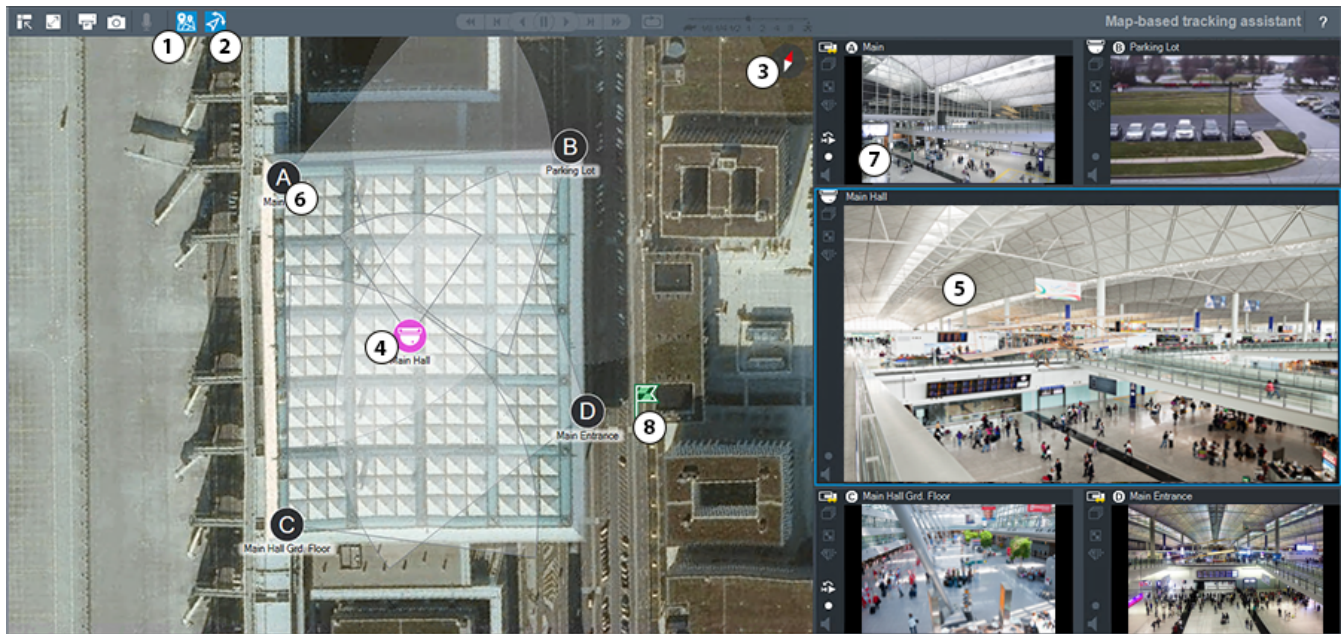 Map-based tracking assistant ?
1 2
3
A Main
B Parking Lot
7
B
Parking Lot
A
6
Main Hall
5
4
Main Hall
8
D
Main Entrance
C
Main Hall Grd. Floor
C Main Hall Grd. Floor
D Main Entrance